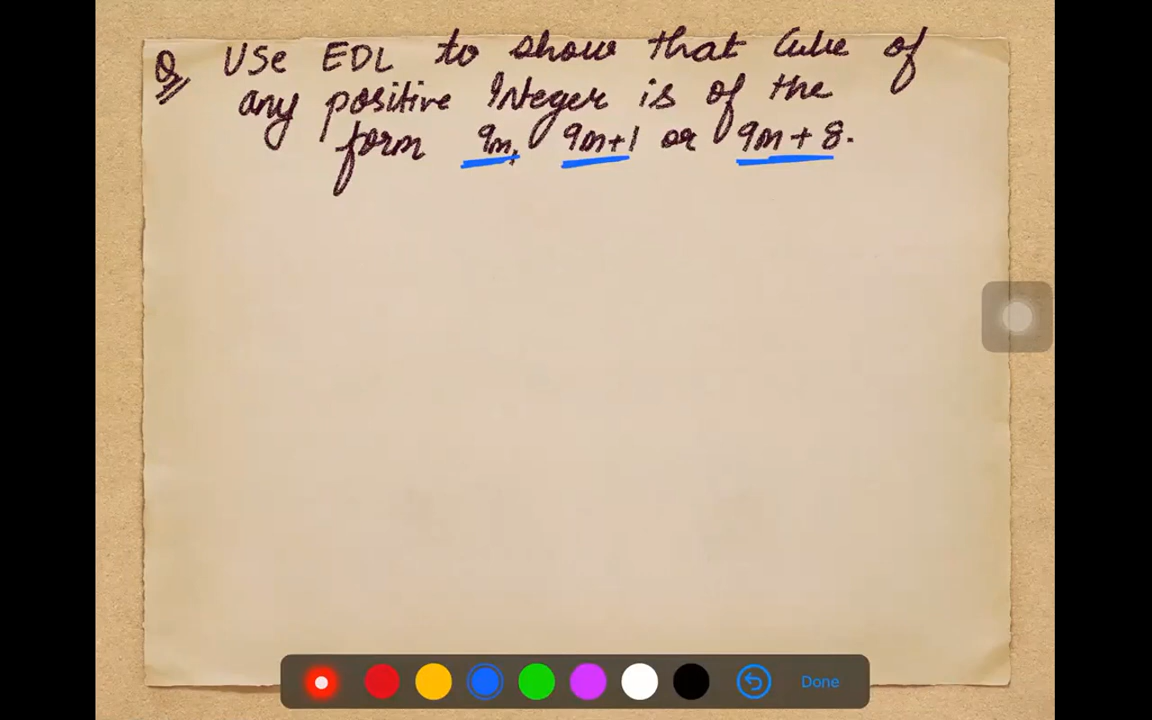 Q USe EDL to show that Cube of
any positive Integer is of the
form 9m, 9m+1 or 9m+8.
Done